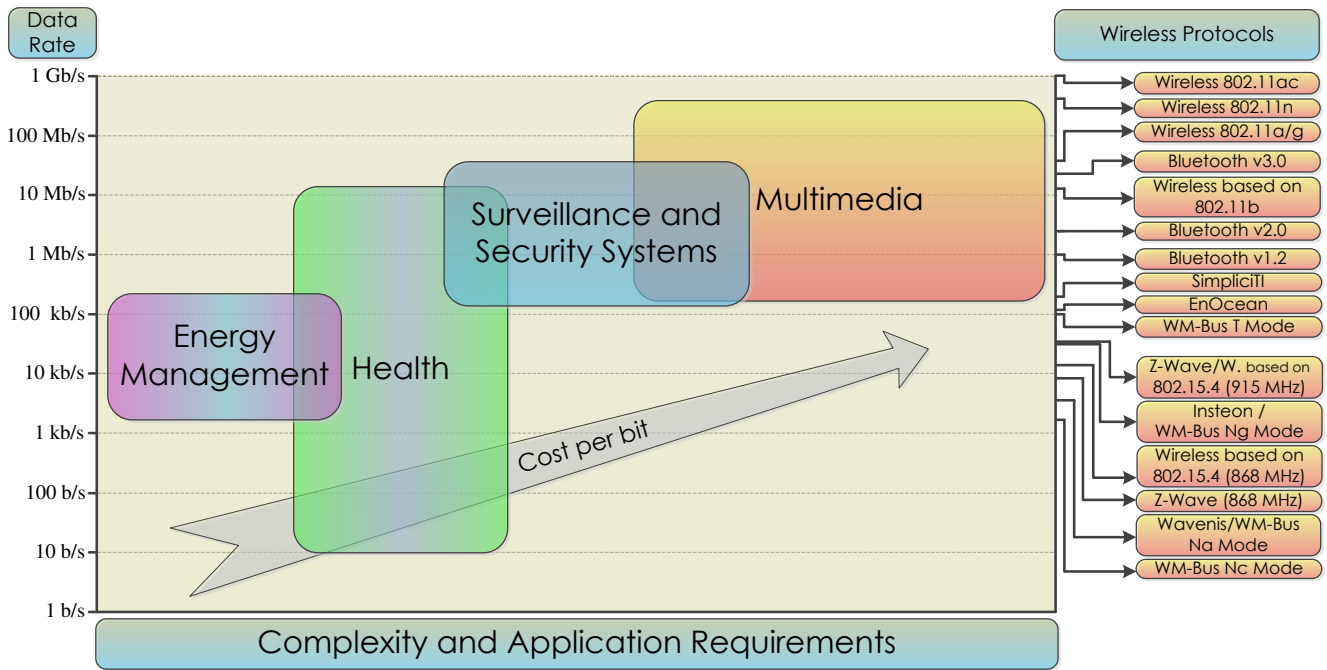 Data
Rate
Wireless Protocols
1 Gb/s
100 Mb/s
10 Mb/s
1 Mb/s
100 kb/s
10 kb/s
1 kb/s
100 b/s
10 b/s
1 b/s
Energy
Management
Health
Surveillance and
Security Systems
Multimedia
Cost per bit
Wireless 802.11ac
Wireless 802.11n
Wireless 802.11a/g
Bluetooth v3.0
Wireless based on
802.11b
Bluetooth v2.0
Bluetooth v1.2
SimpliciTI
EnOcean
WM-Bus T Mode
Z-Wave/W. based on
802.15.4 (915 MHz)
Insteon /
WM-Bus Ng Mode
Wireless based on
802.15.4 (868 MHz)
Z-Wave (868 MHz)
Wavenis/WM-Bus
Na Mode
WM-Bus Nc Mode
Complexity and Application Requirements